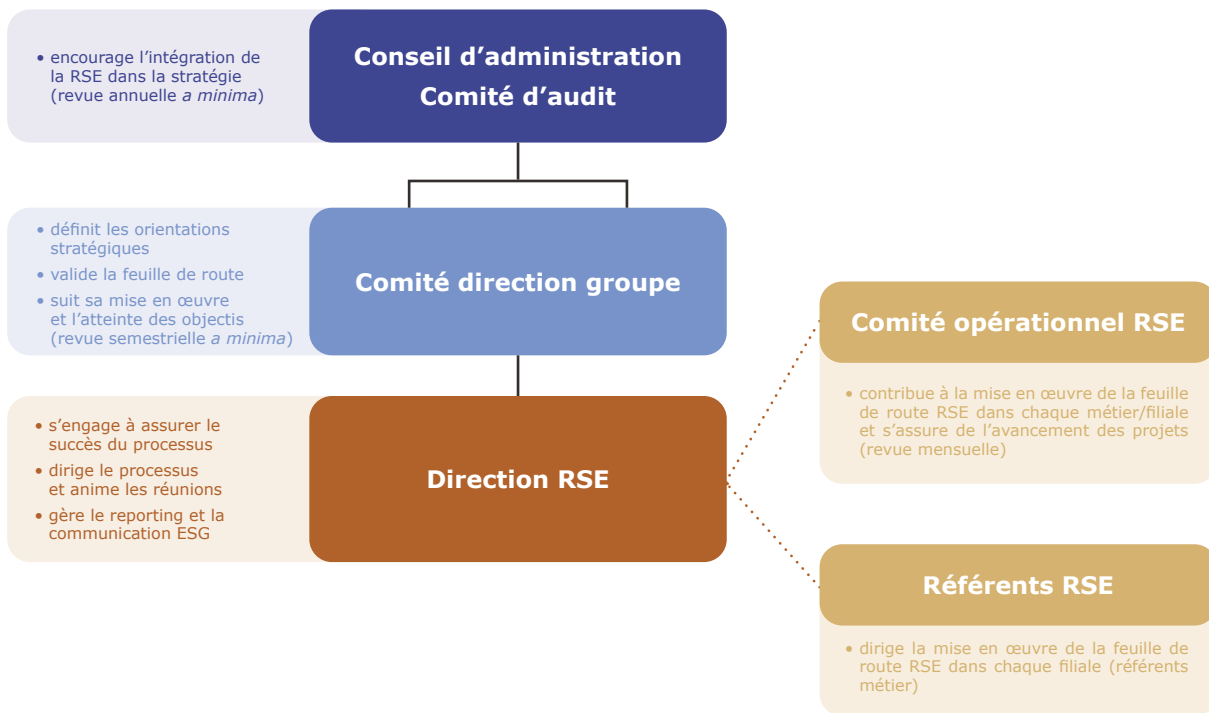 • encourage l'intégration de
la RSE dans la stratégie
(revue annuelle a minima)
Conseil d'administration
Comité d'audit
• définit les orientations
stratégiques
• valide la feuille de route
• suit sa mise en œuvre
et l'atteinte des objectis
(revue semestrielle a minima)
Comité direction groupe
• s'engage à assurer le
succès du processus
• dirige le processus
et anime les réunions
• gère le reporting et la
communication ESG
Direction RSE
Comité opérationnel RSE
• contribue à la mise en œuvre de la feuille
de route RSE dans chaque métier/filiale
et s'assure de l'avancement des projets
(revue mensuelle)
Référents RSE
• dirige la mise en œuvre de la feuille de
route RSE dans chaque filiale (référents
métier)